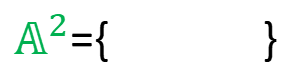 𝔸²={ }